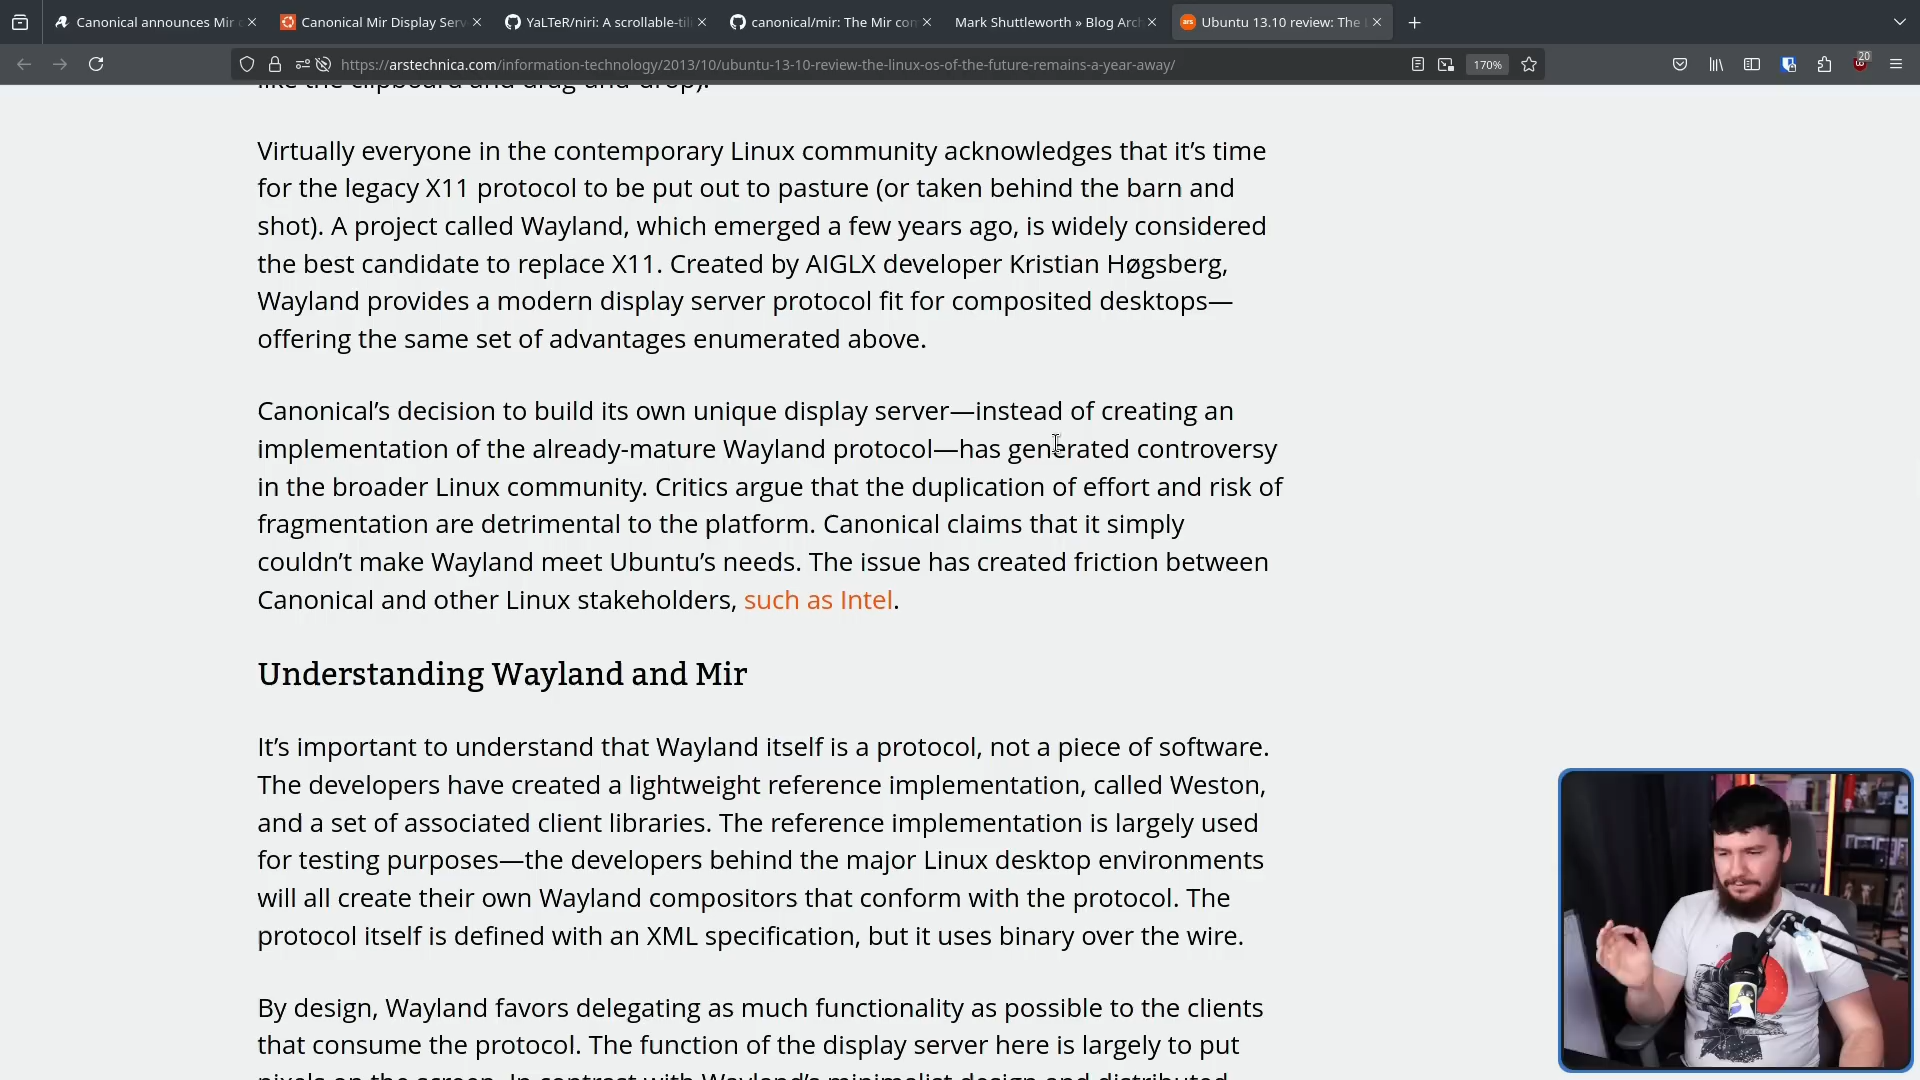 Canonical announces Mir
Canonical Mir Display Serv
YaLTeR/niri: A scrollable-til
canonical/mir: The Mir com
Mark Shuttleworth » Blog Arc
Ubuntu 13.10 review: The
https://arstechnica.com/information-technology/2013/10/ubuntu-13-10-review-the-linux-os-of-the-future-remains-a-year-away/
170%
20
like the clipboard and drag-and-drop).
Virtually everyone in the contemporary Linux community acknowledges that it’s time
for the legacy X11 protocol to be put out to pasture (or taken behind the barn and
shot). A project called Wayland, which emerged a few years ago, is widely considered
the best candidate to replace X11. Created by AIGLX developer Kristian Høgsberg,
Wayland provides a modern display server protocol fit for composited desktops—
offering the same set of advantages enumerated above.
Canonical’s decision to build its own unique display server—instead of creating an
implementation of the already-mature Wayland protocol—has generated controversy
in the broader Linux community. Critics argue that the duplication of effort and risk of
fragmentation are detrimental to the platform. Canonical claims that it simply
couldn’t make Wayland meet Ubuntu’s needs. The issue has created friction between
Canonical and other Linux stakeholders, such as Intel.
Understanding Wayland and Mir
It’s important to understand that Wayland itself is a protocol, not a piece of software.
The developers have created a lightweight reference implementation, called Weston,
and a set of associated client libraries. The reference implementation is largely used
for testing purposes—the developers behind the major Linux desktop environments
will all create their own Wayland compositors that conform with the protocol. The
protocol itself is defined with an XML specification, but it uses binary over the wire.
By design, Wayland favors delegating as much functionality as possible to the clients
that consume the protocol. The function of the display server here is largely to put
pixels on the screen. In contrast with Wayland’s minimalist design and distributed